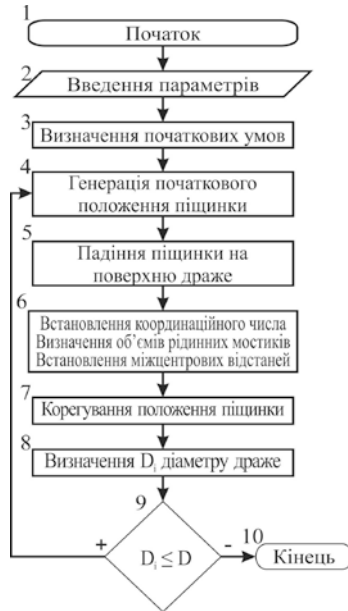 1
Початок
2
Введення параметрів
3
Визначення початкових умов
4
Генерація початкового
положення піщинки
5
Падіння піщинки на
поверхню драже
6
Встановлення координаційного числа
Визначення об’ємів рідинних мостиків
Встановлення міжцентрових відстаней
7
Корегування положення піщинки
8
Визначення Di діаметру драже
9
Di ≤ D
+
-
10
Кінець